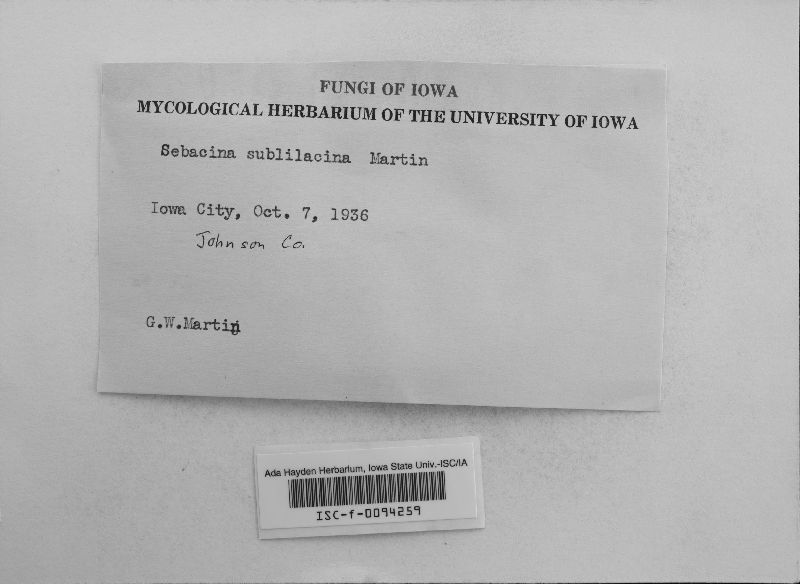 FUNGI OF IOWA
MYCOLOGICAL HERBARIUM OF THE UNIVERSITY OF IOWA
Sebacina sublilacina Martin
Iowa City, Oct. 7, 1936
Johnson Co.
G.W.Martin
Ada Hayden Herbarium, Iowa State Univ.-ISC/IA
ISC-f-0094259